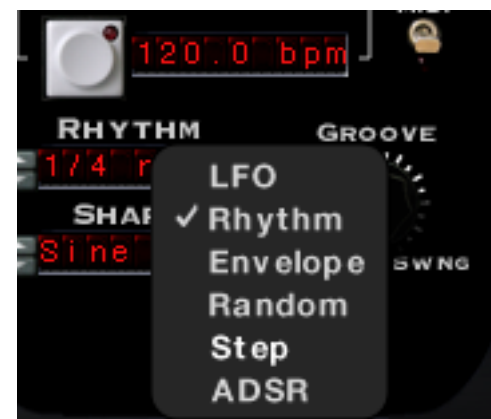 120.0 bpm
RHYTHM
GROOVE
1/4
Sine
SWNG
LFO
✓ Rhythm
Envelope
Random
Step
ADSR